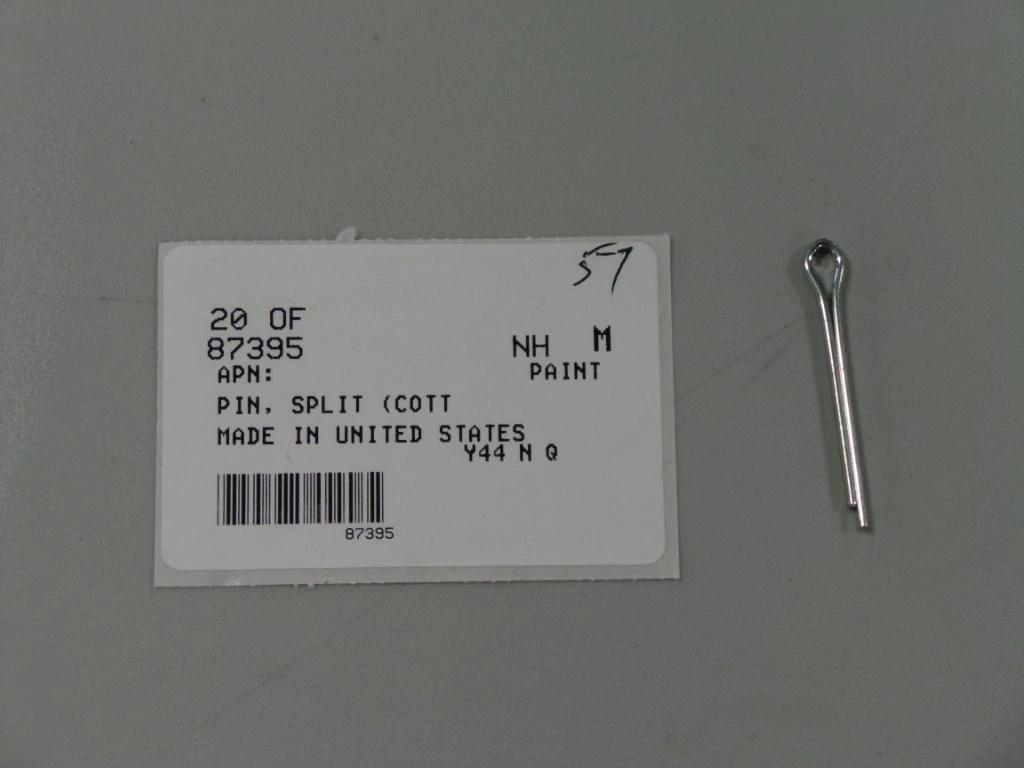 57
20 OF
87395
NH M
APN:
PAINT
PIN, SPLIT (COTT
MADE IN UNITED STATES
Y44 N Q
87395